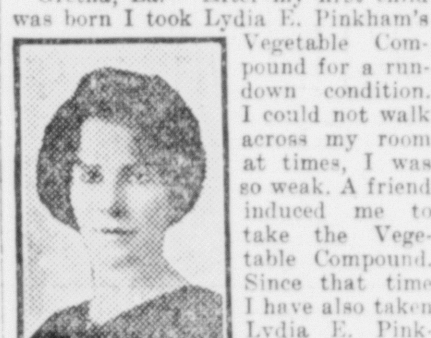 was born I took Lydia E. Pinkham's
Vegetable Com-
pound for a run-
down condition.
I could not walk
across my room
at times, I was
so weak. A friend
induced me to
take the Vege-
table Compound.
Since that time
I have also taken
Lydia E. Pink-